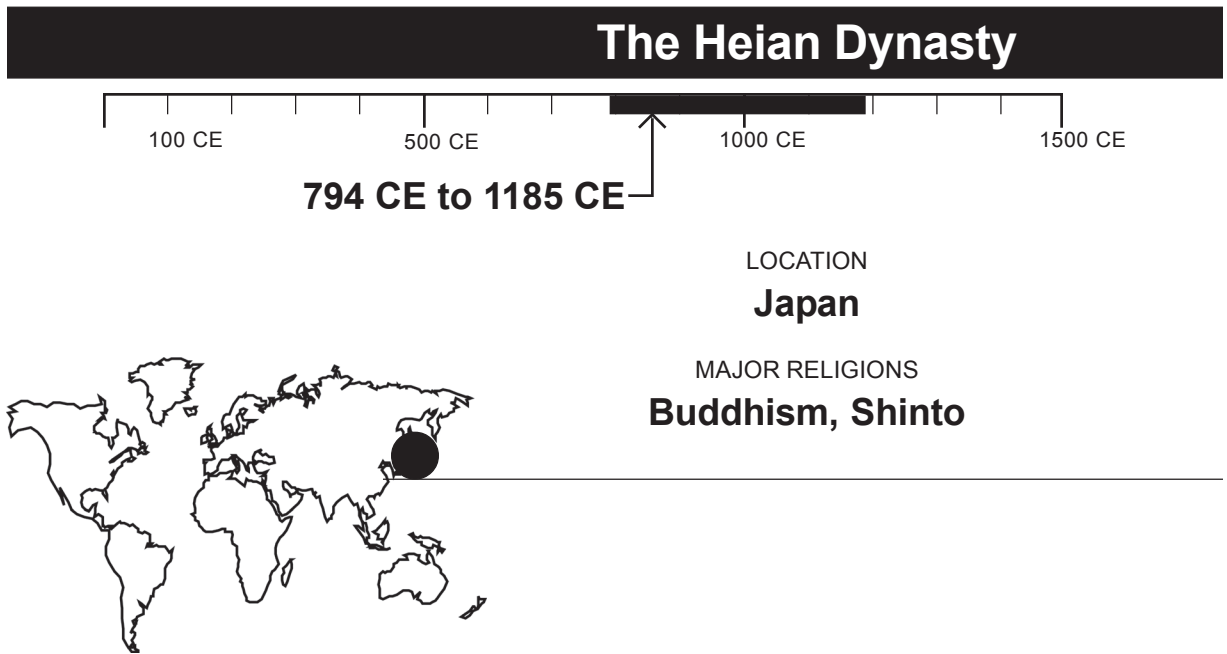 The Heian Dynasty
100 CE
500 CE
1000 CE
1500 CE
794 CE to 1185 CE
LOCATION
Japan
MAJOR RELIGIONS
Buddhism, Shinto